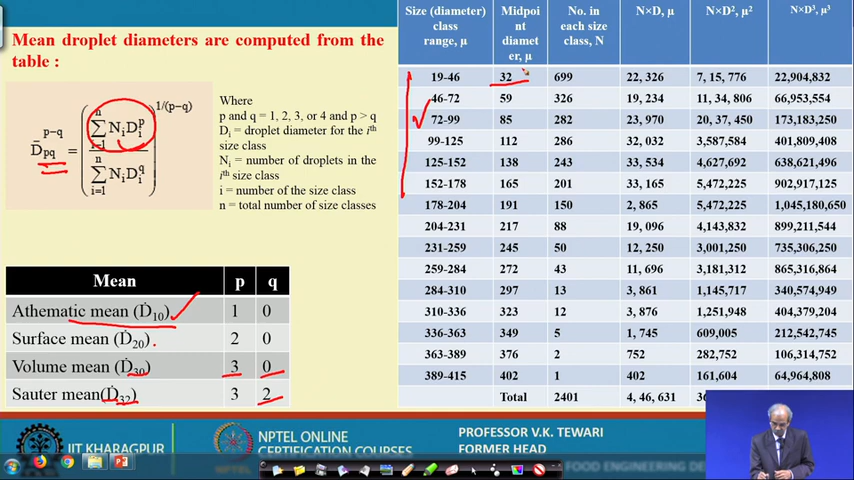 Mean droplet diameters are computed from the
table :
D̄pq = ( ∑ NiDi^p / ∑ NiDi^q )^1/(p−q)
p-q
n
i=1
n
i=1
Where
p and q = 1, 2, 3, or 4 and p > q
Di = droplet diameter for the ith
size class
Ni = number of droplets in the
ith size class
i = number of the size class
n = total number of size classes
Mean p q
Athematic mean (D̄10) 1 0
Surface mean (D̄20) 2 0
Volume mean (D̄30) 3 0
Sauter mean(D̄32) 3 2
Size (diameter) class range, µ Midpoi nt diamet er, µ No. in each size class, N N×D, µ N×D², µ² N×D³, µ³
19-46 32 699 22, 326 7, 15, 776 22,904,832
46-72 59 326 19, 234 11, 34, 806 66,953,554
72-99 85 282 23, 970 20, 37, 450 173,183,250
99-125 112 286 32, 032 3,587,584 401,809,408
125-152 138 243 33, 534 4,627,692 638,621,496
152-178 165 201 33, 165 5,472,225 902,917,125
178-204 191 150 2, 865 5,472,225 1,045,180,650
204-231 217 88 19, 096 4,143,832 899,211,544
231-259 245 50 12, 250 3,001,250 735,306,250
259-284 272 43 11, 696 3,181,312 865,316,864
284-310 297 13 3, 861 1,145,717 340,574,949
310-336 323 12 3, 876 1,251,948 404,379,204
336-363 349 5 1, 745 609,005 212,542,745
363-389 376 2 752 282,752 106,314,752
389-415 402 1 402 161,604 64,964,808
Total 2401 4, 46, 631
IIT KHARAGPUR
NPTEL ONLINE
CERTIFICATION COURSES
PROFESSOR V.K. TEWARI
FORMER HEAD
FOOD ENGINEERING